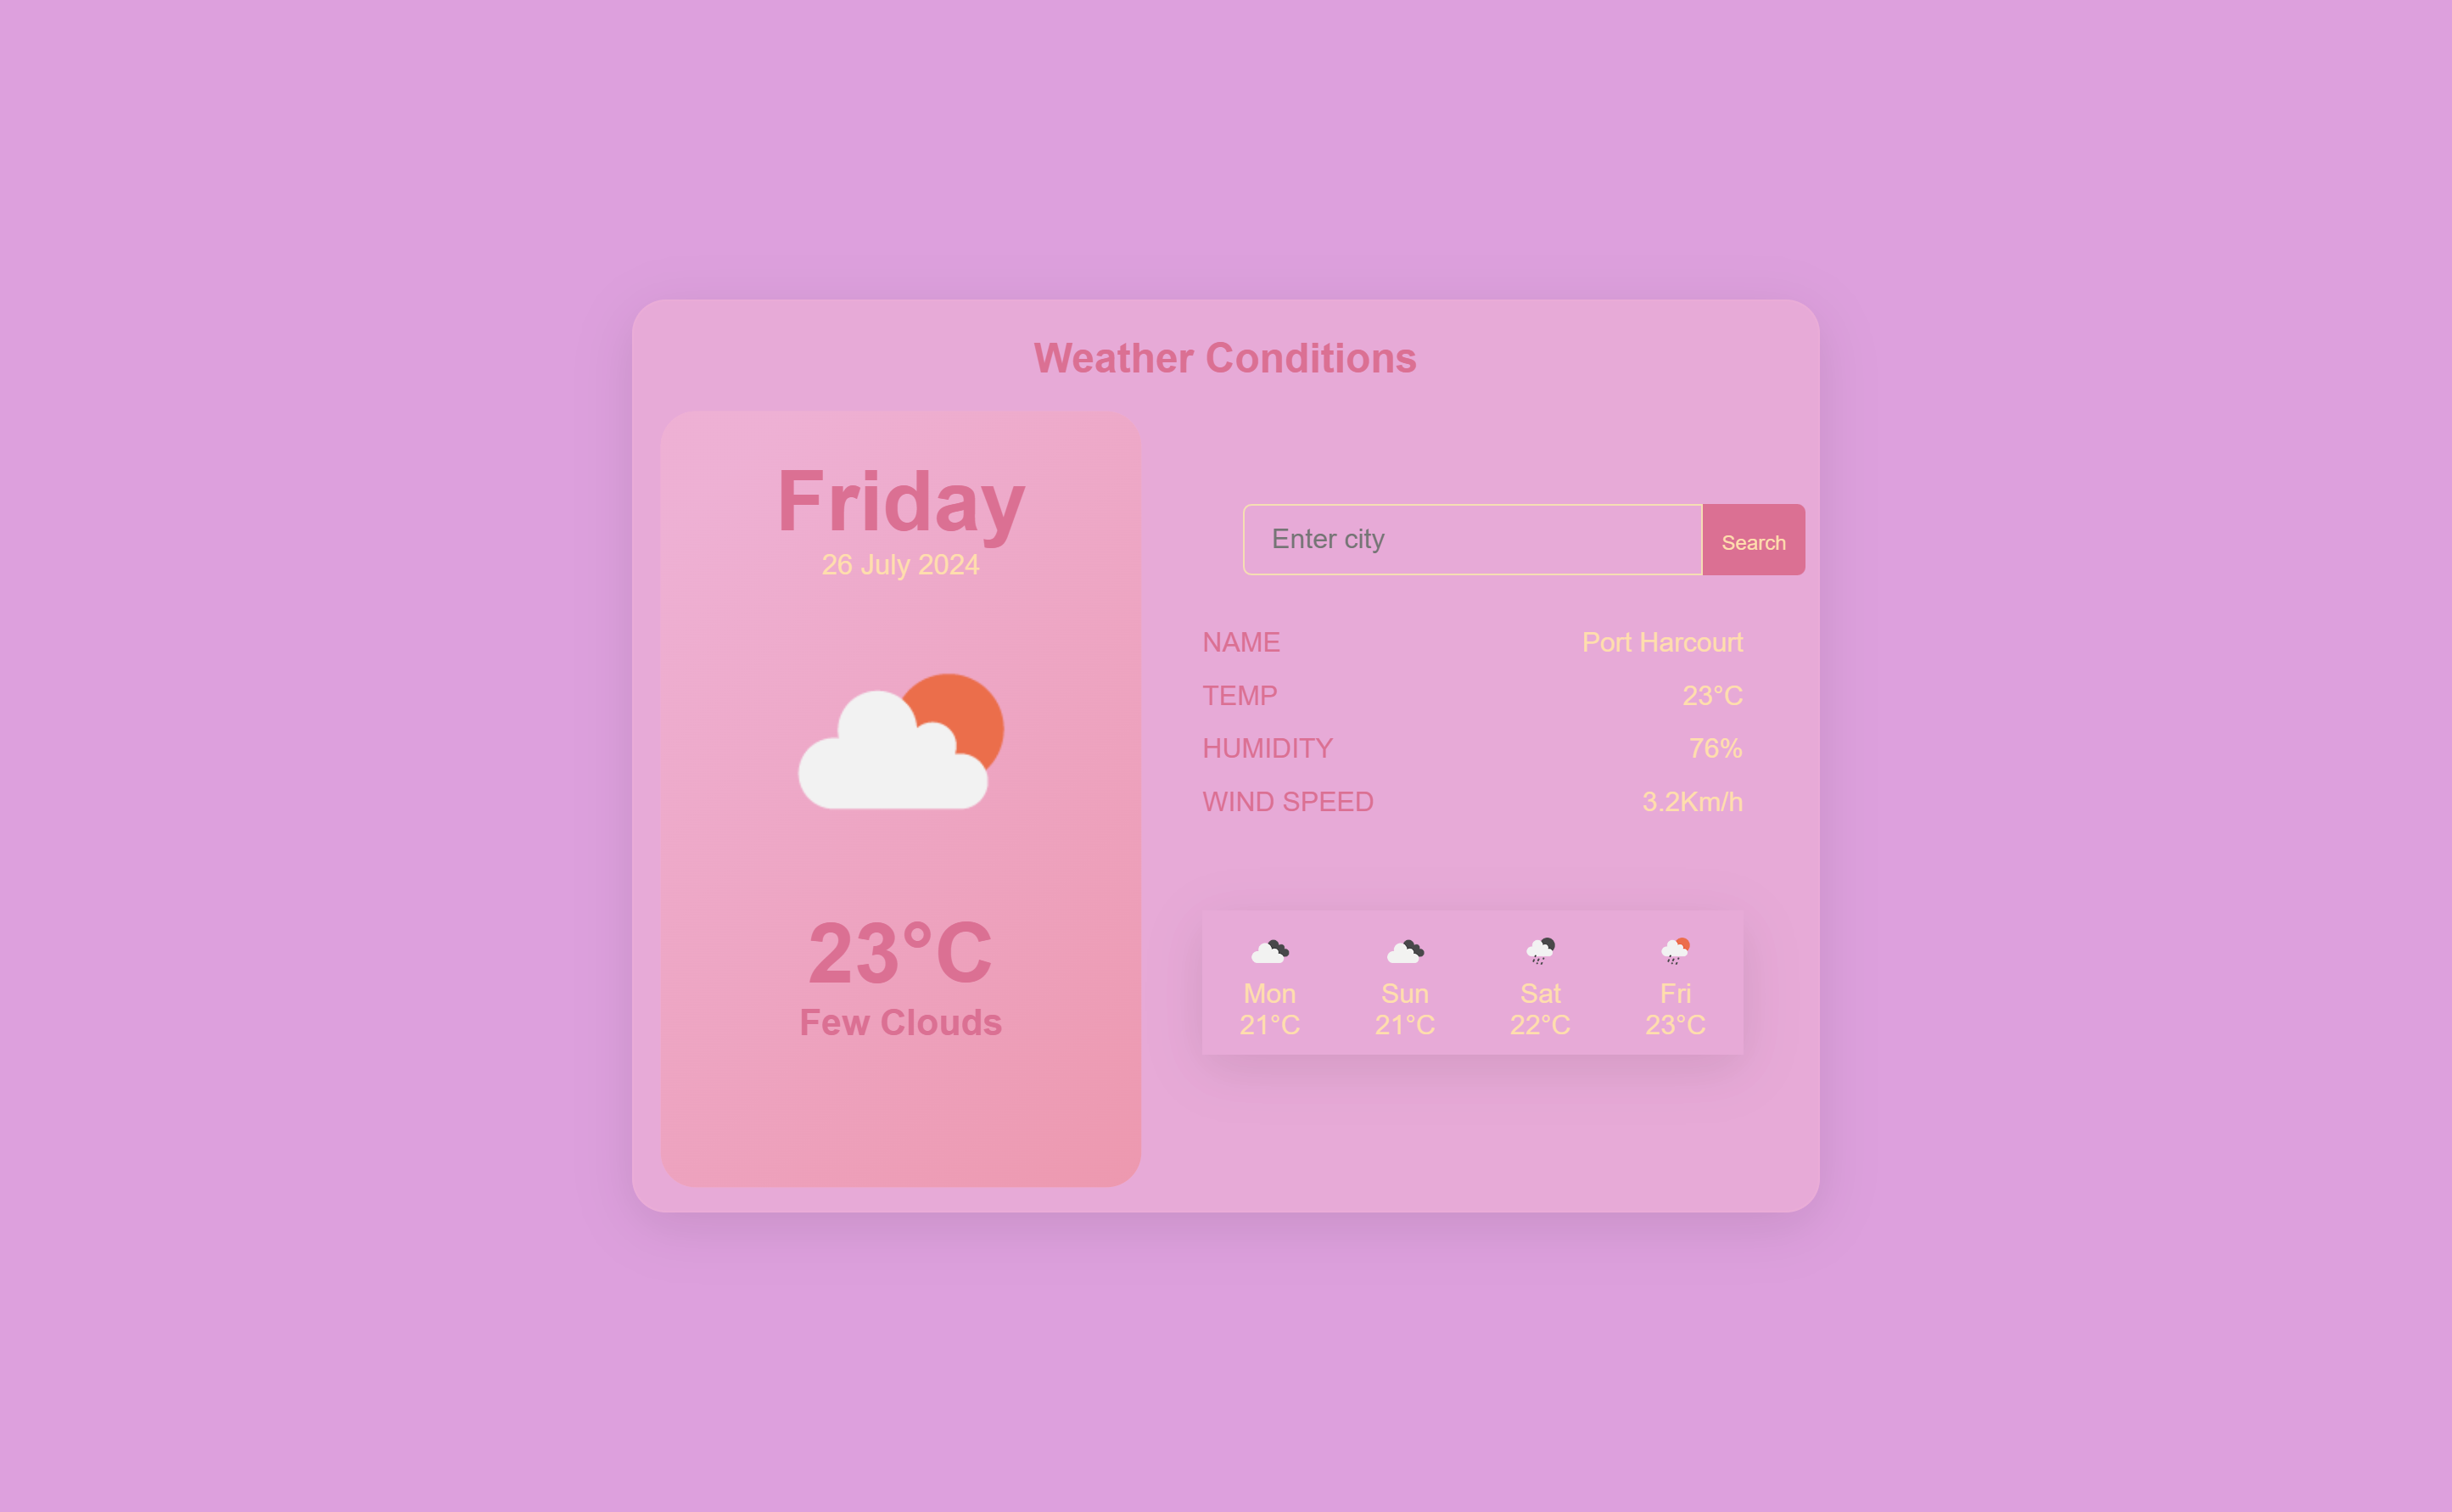 Weather Conditions
Friday
26 July 2024
23°C
Few Clouds
Enter city
Search
NAME Port Harcourt
TEMP 23°C
HUMIDITY 76%
WIND SPEED 3.2Km/h
Mon Sun Sat Fri
21°C 21°C 22°C 23°C